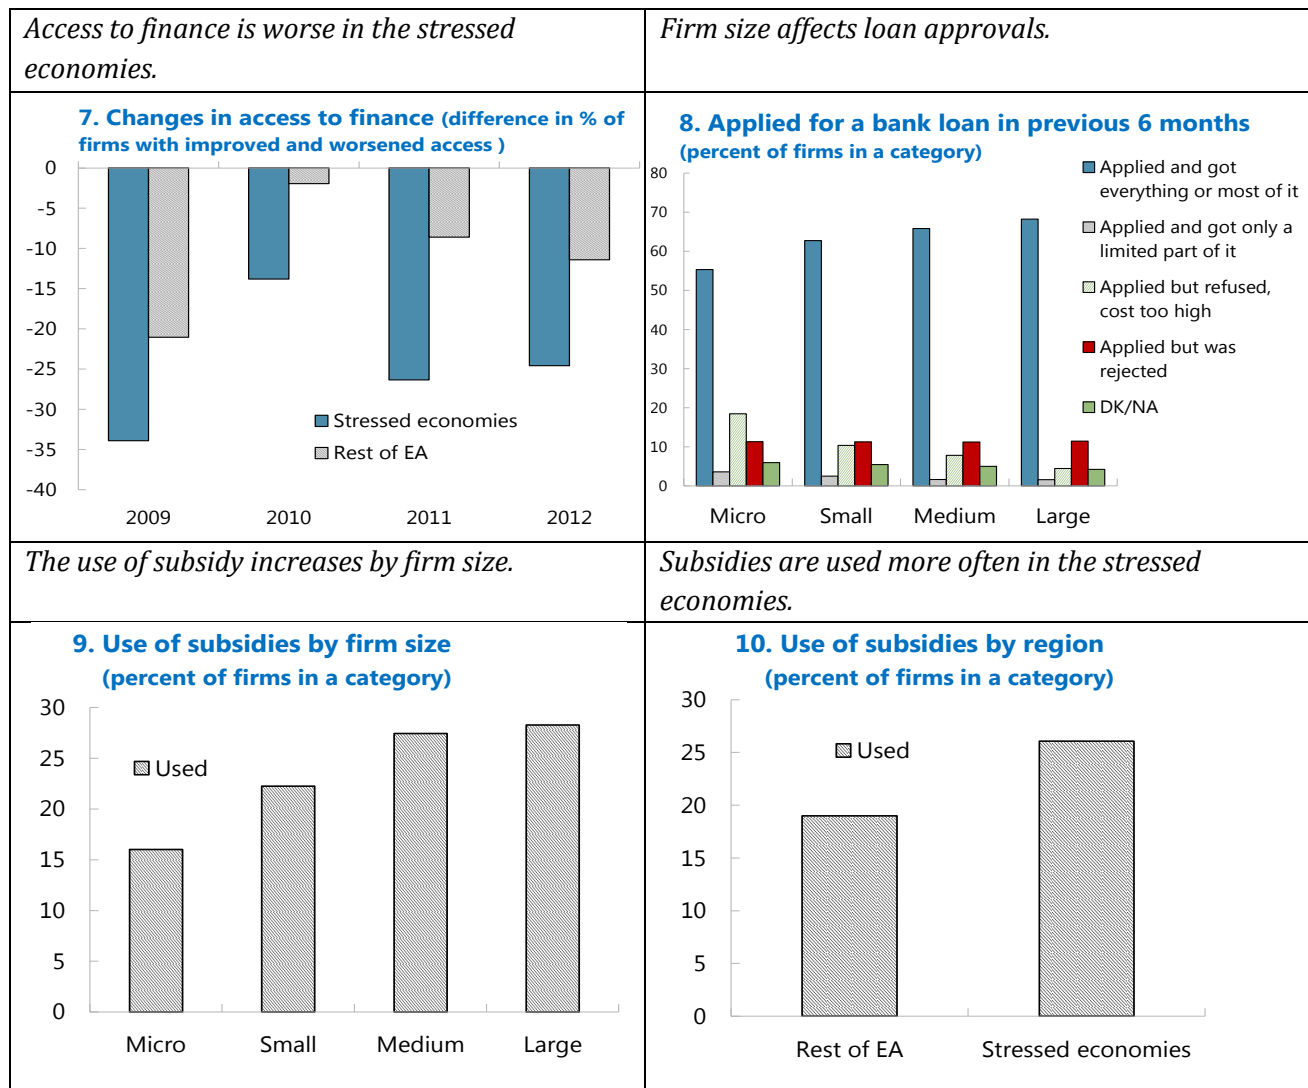 Access to finance is worse in the stressed
economies.
Firm size affects loan approvals.
7. Changes in access to finance (difference in % of
firms with improved and worsened access )
0
-5
-10
-15
-20
-25
-30
-35
-40
Stressed economies
Rest of EA
2009 2010 2011 2012
8. Applied for a bank loan in previous 6 months
(percent of firms in a category)
80
70
60
50
40
30
20
10
0
Applied and got
everything or most of it
Applied and got only a
limited part of it
Applied but refused,
cost too high
Applied but was
rejected
DK/NA
Micro Small Medium Large
The use of subsidy increases by firm size.
Subsidies are used more often in the stressed
economies.
9. Use of subsidies by firm size
(percent of firms in a category)
30
25
20
15
10
5
0
Used
Micro Small Medium Large
10. Use of subsidies by region
(percent of firms in a category)
30
25
20
15
10
5
0
Used
Rest of EA Stressed economies